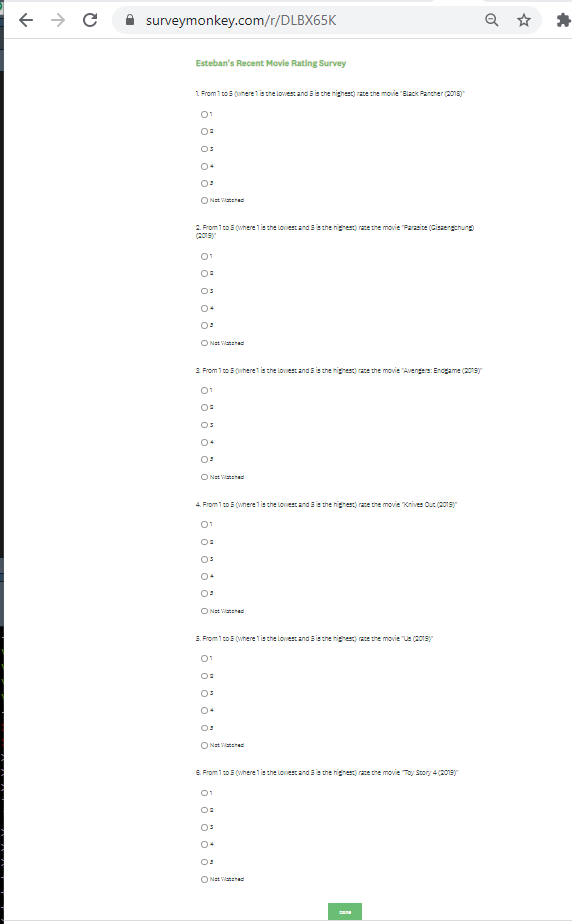 surveymonkey.com/r/DLBX65K
Esteban's Recent Movie Rating Survey
1. From 1 to 5 (where 1 is the lowest and 5 is the highest) rate the movie "Black Panther (2018)"
1
2
3
4
5
Not Watched
2. From 1 to 5 (where 1 is the lowest and 5 is the highest) rate the movie "Parasite (Gisaengchung)
(2019)"
1
2
3
4
5
Not Watched
3. From 1 to 5 (where 1 is the lowest and 5 is the highest) rate the movie "Avengers: Endgame (2019)"
1
2
3
4
5
Not Watched
4. From 1 to 5 (where 1 is the lowest and 5 is the highest) rate the movie "Knives Out (2019)"
1
2
3
4
5
Not Watched
5. From 1 to 5 (where 1 is the lowest and 5 is the highest) rate the movie "Us (2019)"
1
2
3
4
5
Not Watched
6. From 1 to 5 (where 1 is the lowest and 5 is the highest) rate the movie "Toy Story 4 (2019)"
1
2
3
4
5
Not Watched
DONE